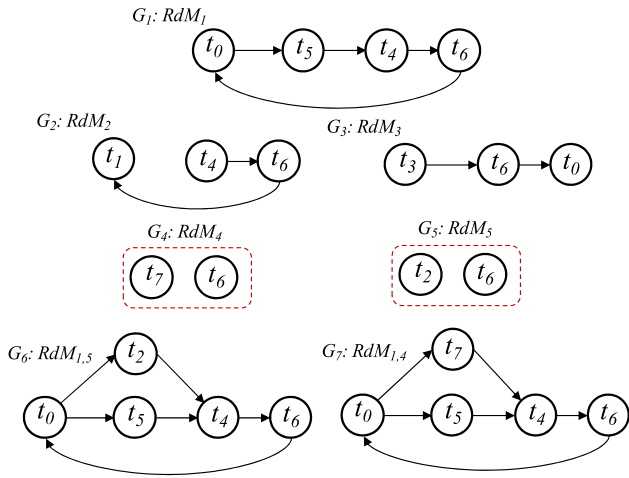 G1: RdM1
t0 t5 t4 t6
G2: RdM2
G3: RdM3
t1 t4 t6
t3 t6 t0
G4: RdM4
G5: RdM5
t7 t6
t2 t6
G6: RdM1,5
t2
t0 t5 t4 t6
G7: RdM1,4
t7
t0 t5 t4 t6